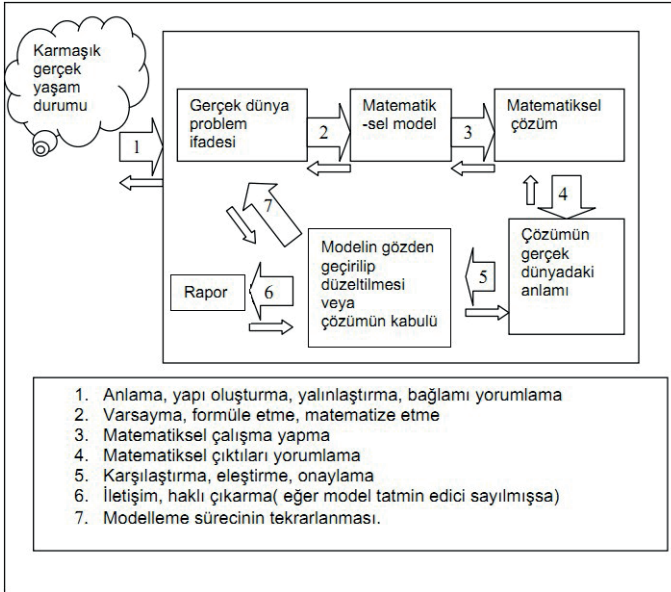 Karmaşık
gerçek
yaşam
durumu
1
Gerçek dünya
problem
ifadesi
2
Matematik
-sel model
3
Matematiksel
çözüm
4
Çözümün
gerçek
dünyadaki
anlamı
5
Modelin gözden
geçirilip
düzeltilmesi
veya
çözümün kabulü
7
6
Rapor
1. Anlama, yapı oluşturma, yalınlaştırma, bağlamı yorumlama
2. Varsayma, formüle etme, matematize etme
3. Matematiksel çalışma yapma
4. Matematiksel çıktıları yorumlama
5. Karşılaştırma, eleştirme, onaylama
6. İletişim, haklı çıkarma( eğer model tatmin edici sayılmışsa)
7. Modelleme sürecinin tekrarlanması.